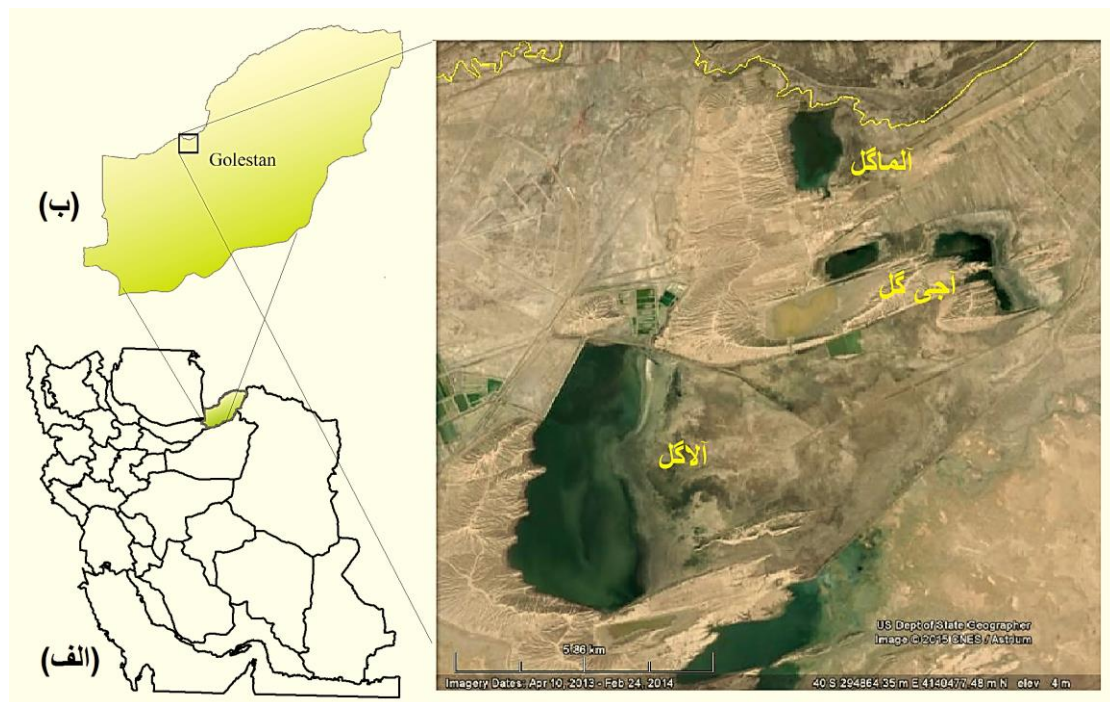 Golestan
(ب)
(الف)
آلماگل
آجی گل
آلاگل
US Dept of State Geographer
Image © 2015 CNES / Astrium
5.86 km
Imagery Dates: Apr 10, 2013 - Feb 24, 2014
40 S 294864.35 m E 4140477.48 m N elev 4 m